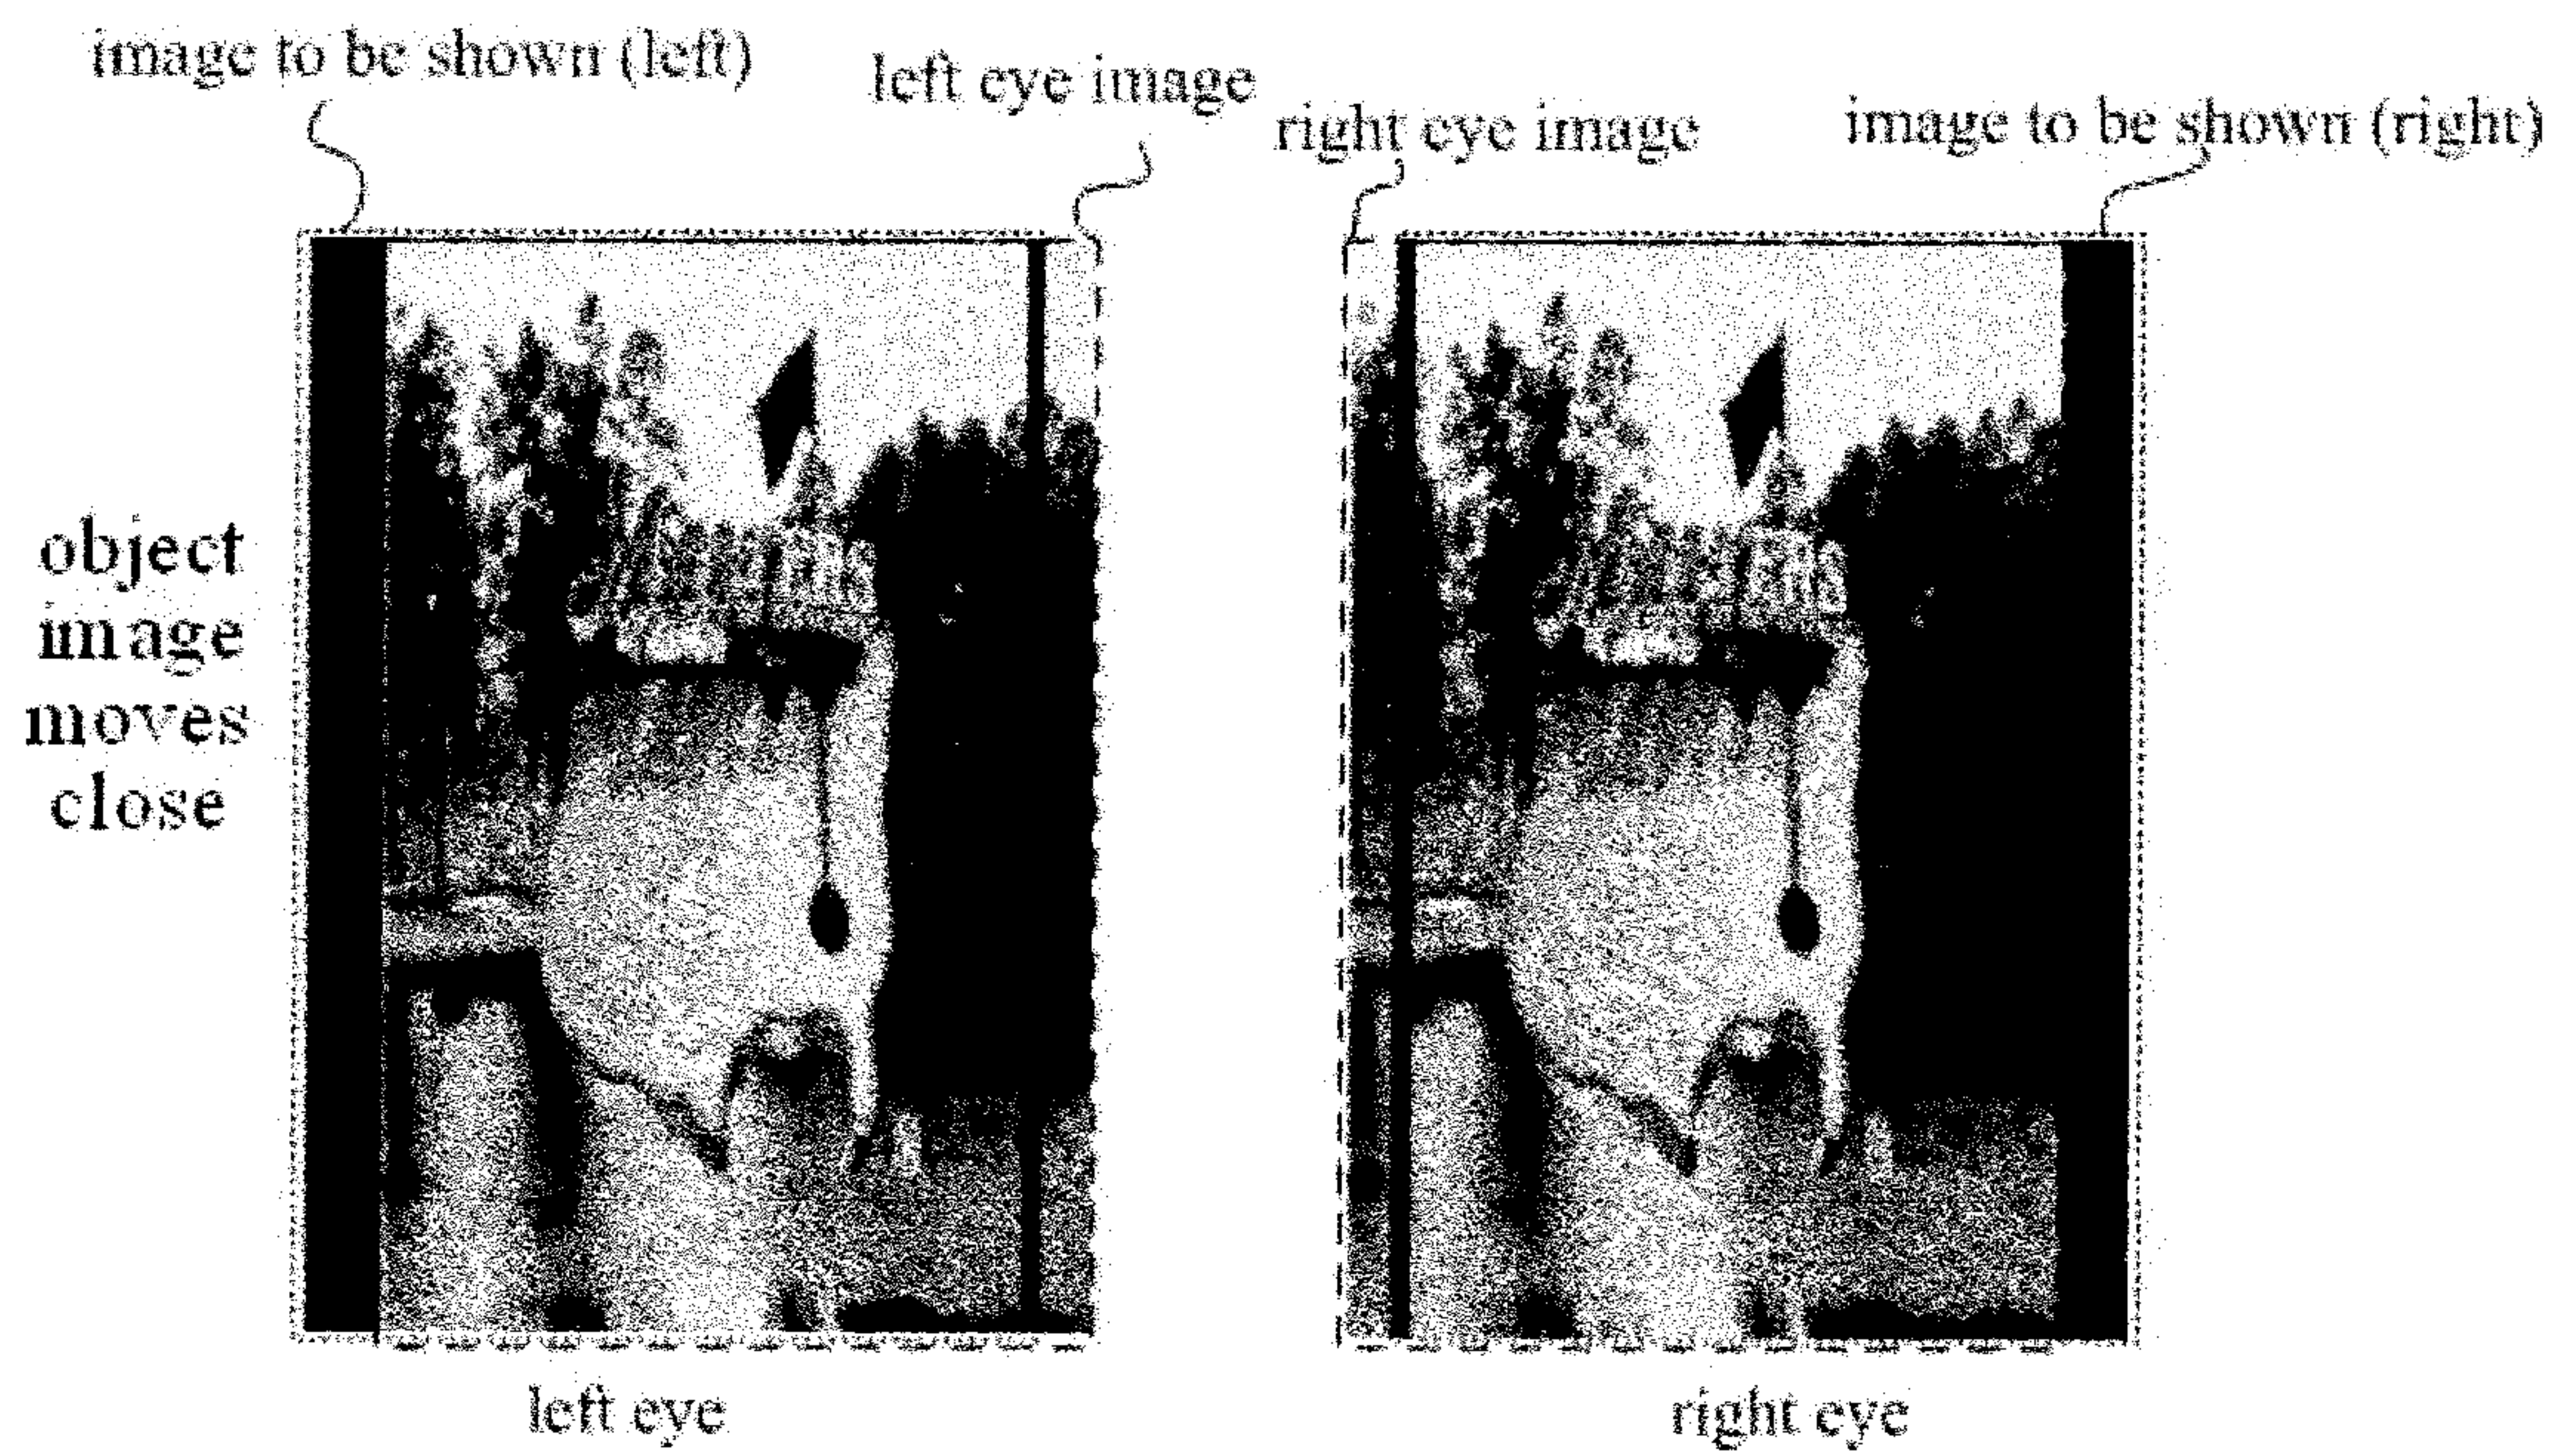 image to be shown (left)
left eye image
right eye image
image to be shown (right)
object
image
moves
close
left eye
right eye